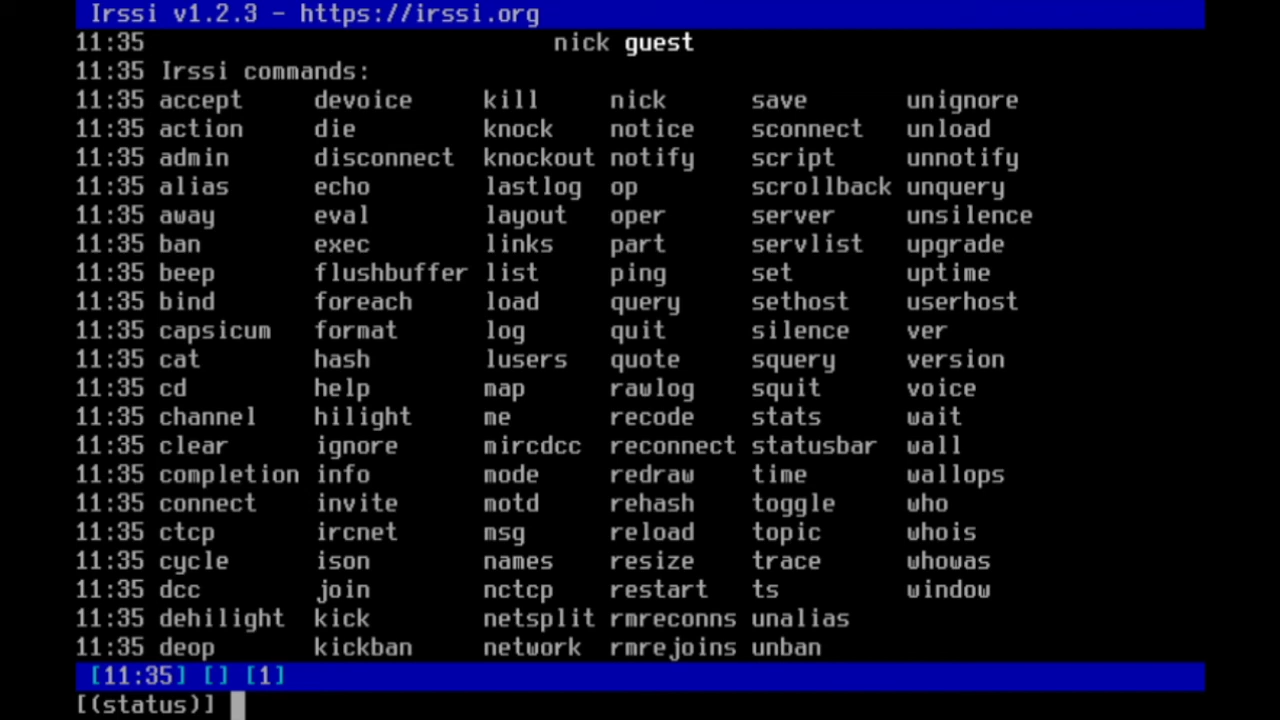 Irssi v1.2.3 - https://irssi.org
11:35 nick guest
11:35 Irssi commands:
11:35 accept devoice kill nick save unignore
11:35 action die knock notice sconnect unload
11:35 admin disconnect knockout notify script unnotify
11:35 alias echo lastlog op scrollback unquery
11:35 away eval layout oper server unsilence
11:35 ban exec links part servlist upgrade
11:35 beep flushbuffer list ping set uptime
11:35 bind foreach load query sethost userhost
11:35 capsicum format log quit silence ver
11:35 cat hash lusers quote squery version
11:35 cd help map rawlog squit voice
11:35 channel hilight me recode stats wait
11:35 clear ignore mircdcc reconnect statusbar wall
11:35 completion info mode redraw time wallops
11:35 connect invite motd rehash toggle who
11:35 ctcp ircnet msg reload topic whois
11:35 cycle ison names resize trace whowas
11:35 dcc join nctcp restart ts window
11:35 dehilight kick netsplit rmreconns unalias
11:35 deop kickban network rmrejoins unban
[11:35] [] [1]
[(status)]